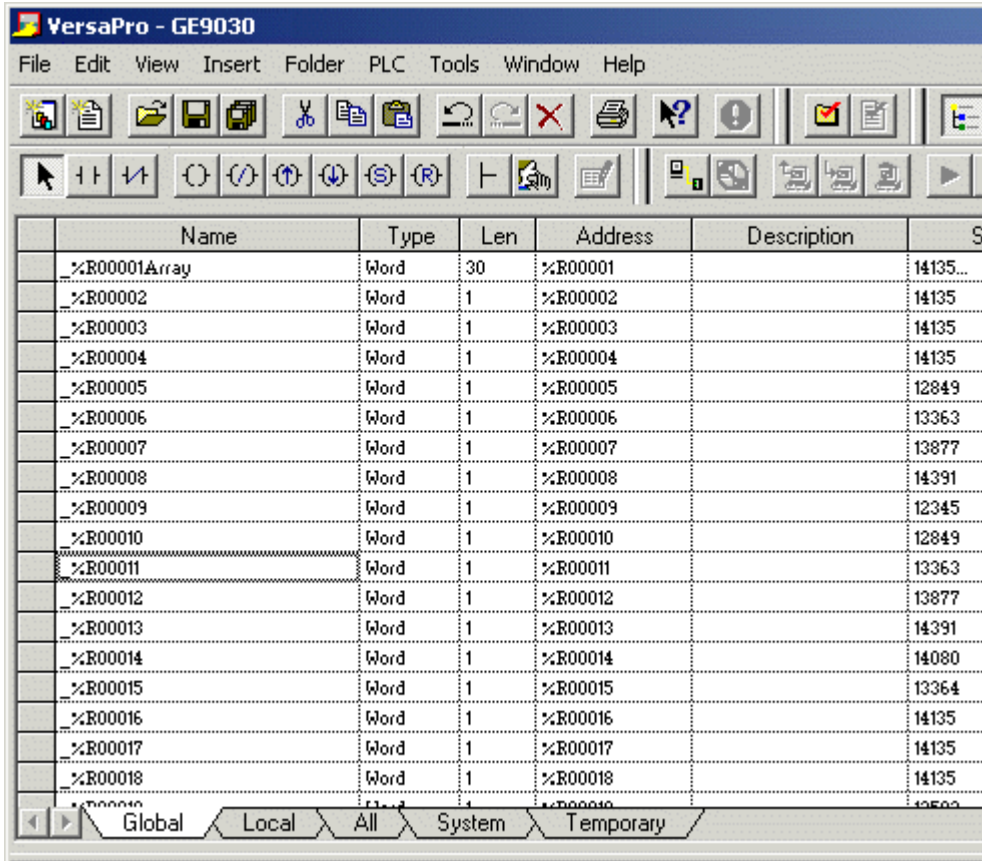 VersaPro - GE9030
File Edit View Insert Folder PLC Tools Window Help
Name Type Len Address Description
_%R00001Array Word 30 %R00001 14135...
_%R00002 Word 1 %R00002 14135
_%R00003 Word 1 %R00003 14135
_%R00004 Word 1 %R00004 14135
_%R00005 Word 1 %R00005 12849
_%R00006 Word 1 %R00006 13363
_%R00007 Word 1 %R00007 13877
_%R00008 Word 1 %R00008 14391
_%R00009 Word 1 %R00009 12345
_%R00010 Word 1 %R00010 12849
_%R00011 Word 1 %R00011 13363
_%R00012 Word 1 %R00012 13877
_%R00013 Word 1 %R00013 14391
_%R00014 Word 1 %R00014 14080
_%R00015 Word 1 %R00015 13364
_%R00016 Word 1 %R00016 14135
_%R00017 Word 1 %R00017 14135
_%R00018 Word 1 %R00018 14135
Global Local All System Temporary